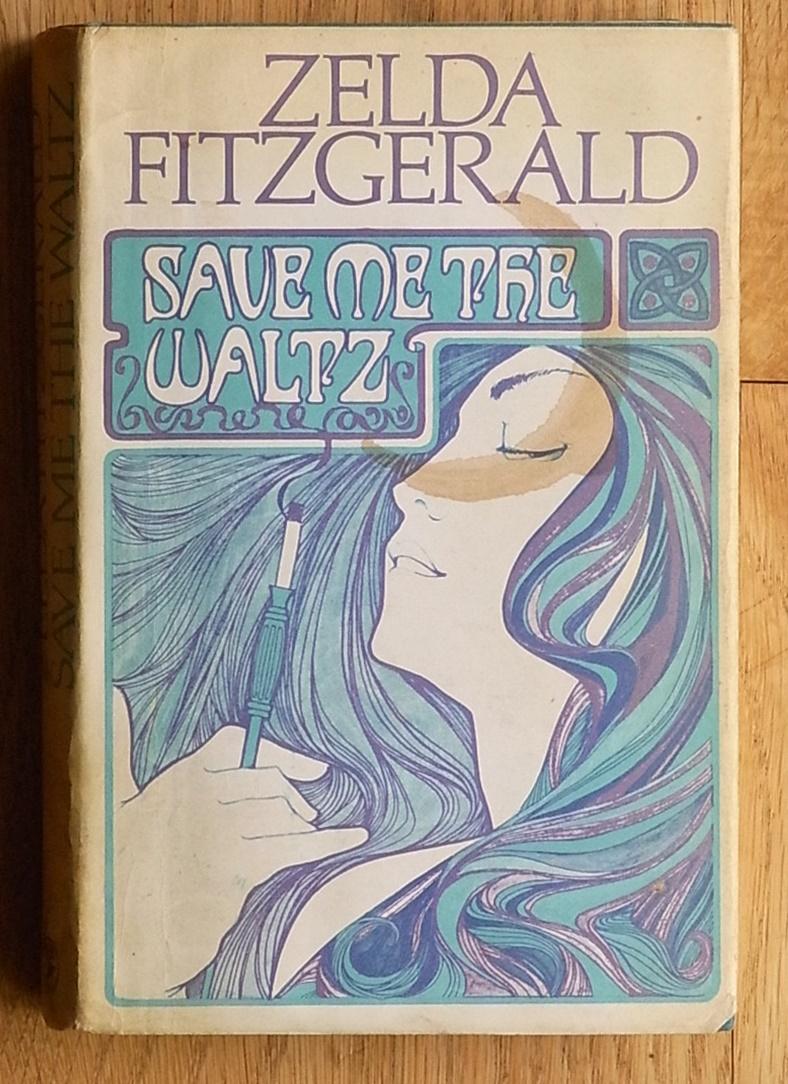 ZELDA
FITZGERALD
SAVE ME THE
WALTZ
SAVE ME THE WALTZ